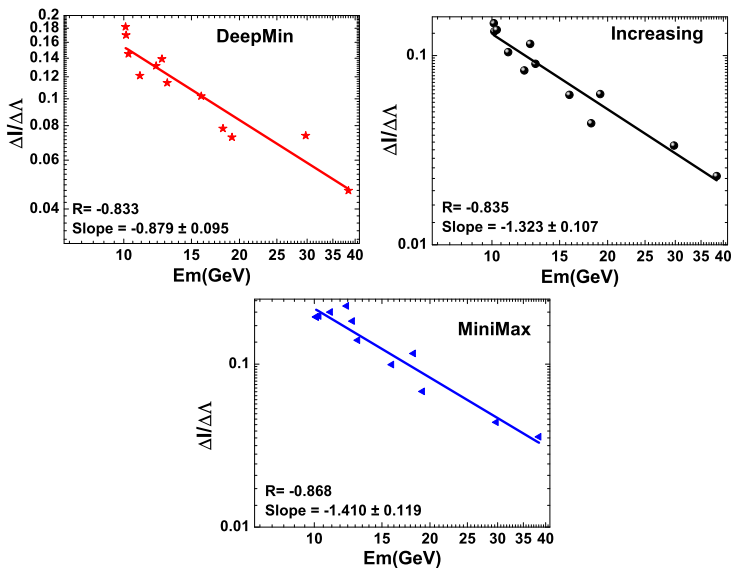 DeepMin
0.2
0.18
0.16
0.14
0.12
0.1
0.08
0.06
0.04
ΔI/ΔΛ
R= -0.833
Slope = -0.879 ± 0.095
10 15 20 25 30 35 40
Em(GeV)
Increasing
0.1
0.01
ΔI/ΔΛ
R= -0.835
Slope = -1.323 ± 0.107
10 15 20 25 30 35 40
Em(GeV)
MiniMax
0.1
0.01
ΔI/ΔΛ
R= -0.868
Slope = -1.410 ± 0.119
10 15 20 25 30 35 40
Em(GeV)